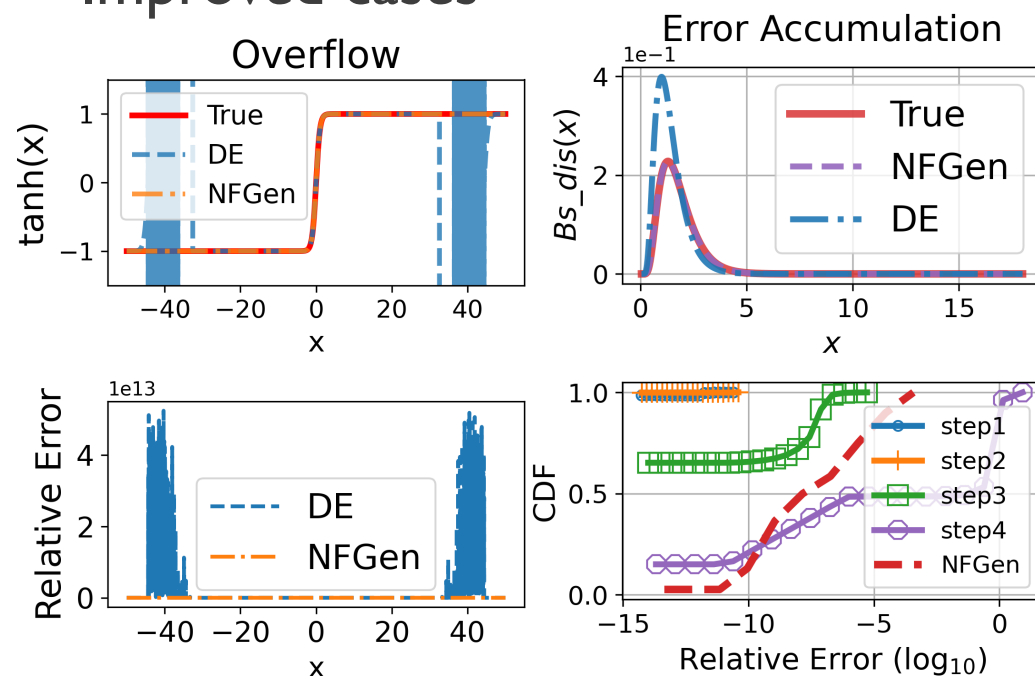 Improved cases
Overflow
tanh(x)
1
0
−1
True
DE
NFGen
−40
−20
0
20
40
x
Error Accumulation
1e−1
Bs_dis(x)
4
2
0
True
NFGen
DE
0
5
10
15
x
1e13
Relative Error
4
2
0
DE
NFGen
−40
−20
0
20
40
x
CDF
1.0
0.5
0.0
step1
step2
step3
step4
NFGen
−15
−10
−5
0
Relative Error (log₁₀)